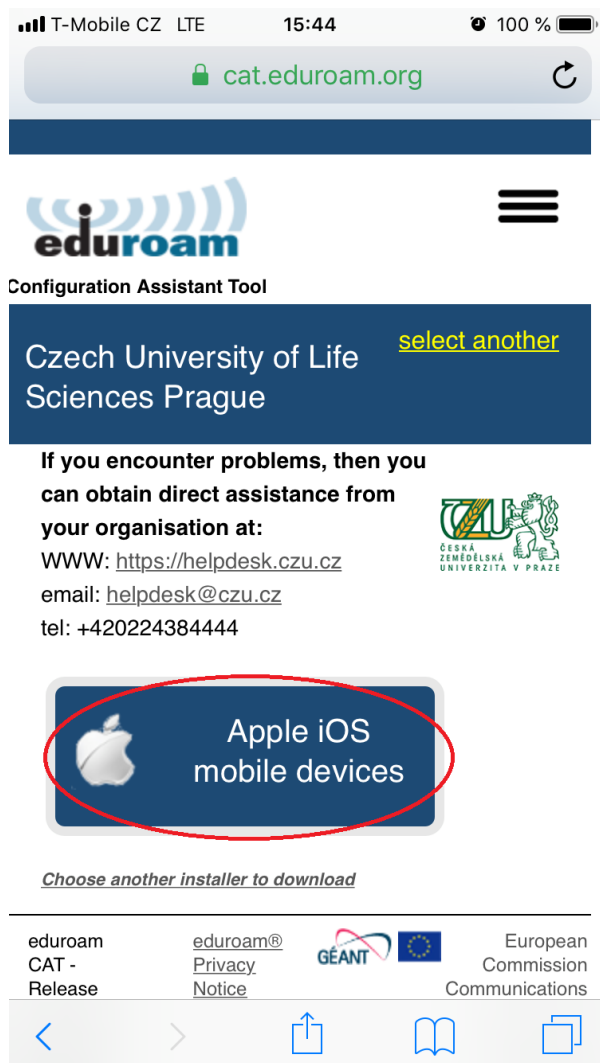 T-Mobile CZ LTE 15:44 100 %
cat.eduroam.org
eduroam
Configuration Assistant Tool
select another
Czech University of Life
Sciences Prague
If you encounter problems, then you
can obtain direct assistance from
your organisation at:
WWW: https://helpdesk.czu.cz
email: helpdesk@czu.cz
tel: +420224384444
ČZU
ČESKÁ
ZEMĚDĚLSKÁ
UNIVERZITA V PRAZE
Apple iOS
mobile devices
Choose another installer to download
eduroam
CAT -
Release
eduroam®
Privacy
Notice
GÉANT
European
Commission
Communications